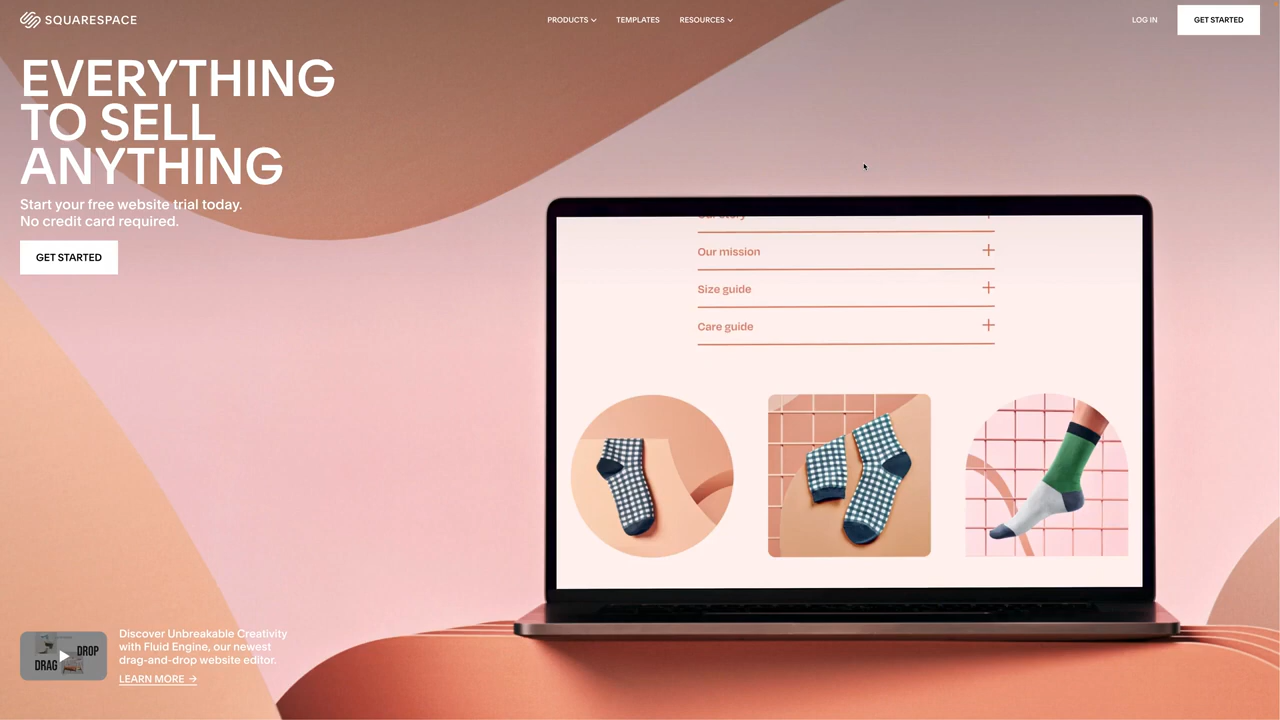 SQUARESPACE
PRODUCTS
TEMPLATES
RESOURCES
LOG IN
GET STARTED
EVERYTHING
TO SELL
ANYTHING
Start your free website trial today.
No credit card required.
GET STARTED
Our story
Our mission
Size guide
Care guide
DRAG
DROP
Discover Unbreakable Creativity
with Fluid Engine, our newest
drag-and-drop website editor.
LEARN MORE →